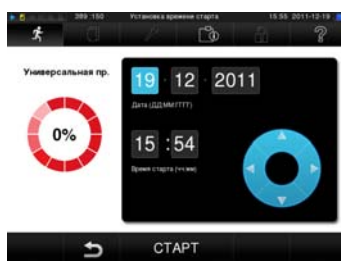 389 :150 Установка времени старта 15:55 2011-12-19
Универсальная пр.
19 · 12 · 2011
Дата (ДД:ММ:ГГГГ)
0%
15 :54
Время старта (чч:мм)
СТАРТ